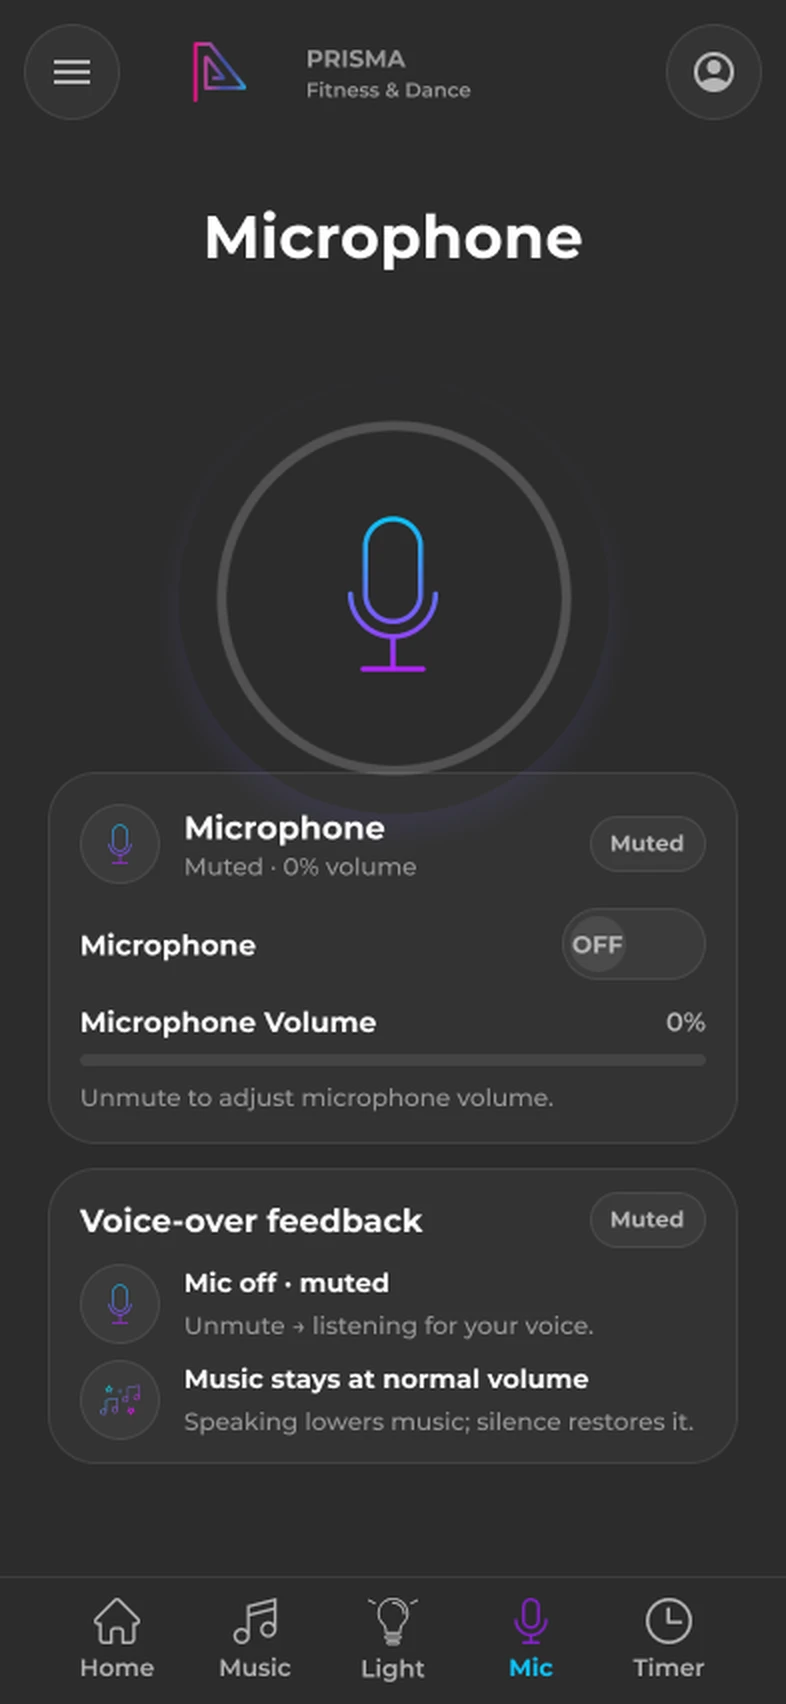 PRISMA
Fitness & Dance
Microphone
Microphone
Muted · 0% volume
Muted
Microphone
OFF
Microphone Volume
0%
Unmute to adjust microphone volume.
Voice-over feedback
Muted
Mic off · muted
Unmute → listening for your voice.
Music stays at normal volume
Speaking lowers music; silence restores it.
Home
Music
Light
Mic
Timer